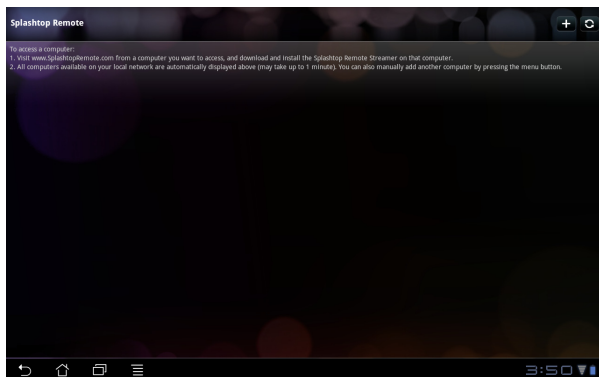 Splashtop Remote
To access a computer:
1. Visit www.SplashtopRemote.com from a computer you want to access, and download and install the Splashtop Remote Streamer on that computer.
2. All computers available on your local network are automatically displayed above (may take up to 1 minute). You can also manually add another computer by pressing the menu button.
3:50